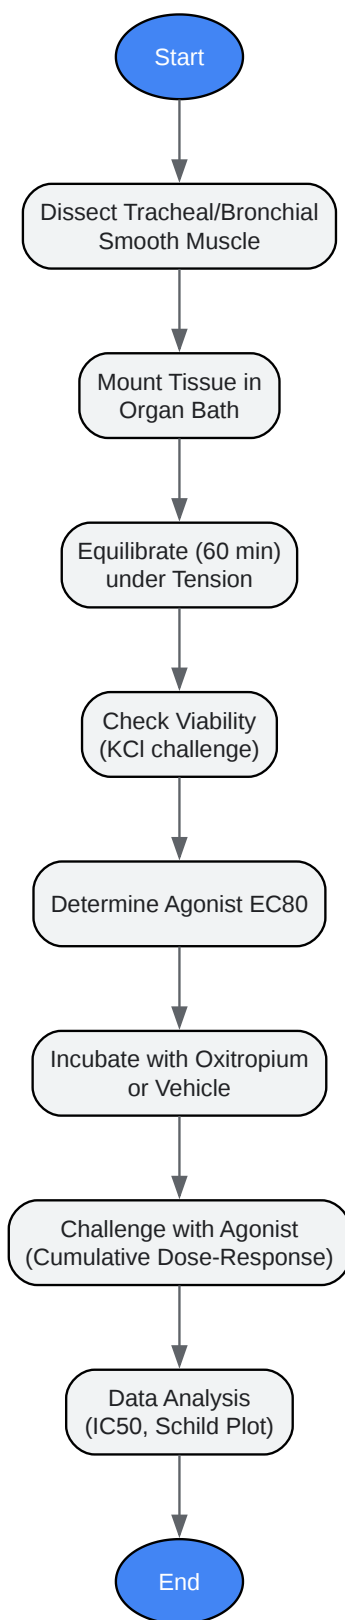 Start
Dissect Tracheal/Bronchial
Smooth Muscle
Mount Tissue in
Organ Bath
Equilibrate (60 min)
under Tension
Check Viability
(KCl challenge)
Determine Agonist EC80
Incubate with Oxitropium
or Vehicle
Challenge with Agonist
(Cumulative Dose-Response)
Data Analysis
(IC50, Schild Plot)
End